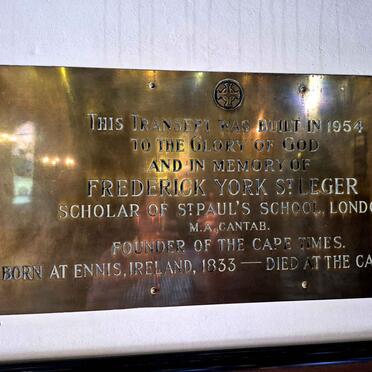 THIS TRANSEPT WAS BUILT IN 1954
TO THE GLORY OF GOD
AND IN MEMORY OF
FREDERICK YORK ST LEGER
SCHOLAR OF ST PAUL'S SCHOOL, LONDO
M.A. CANTAB.
FOUNDER OF THE CAPE TIMES.
BORN AT ENNIS, IRELAND, 1833 — DIED AT THE CA